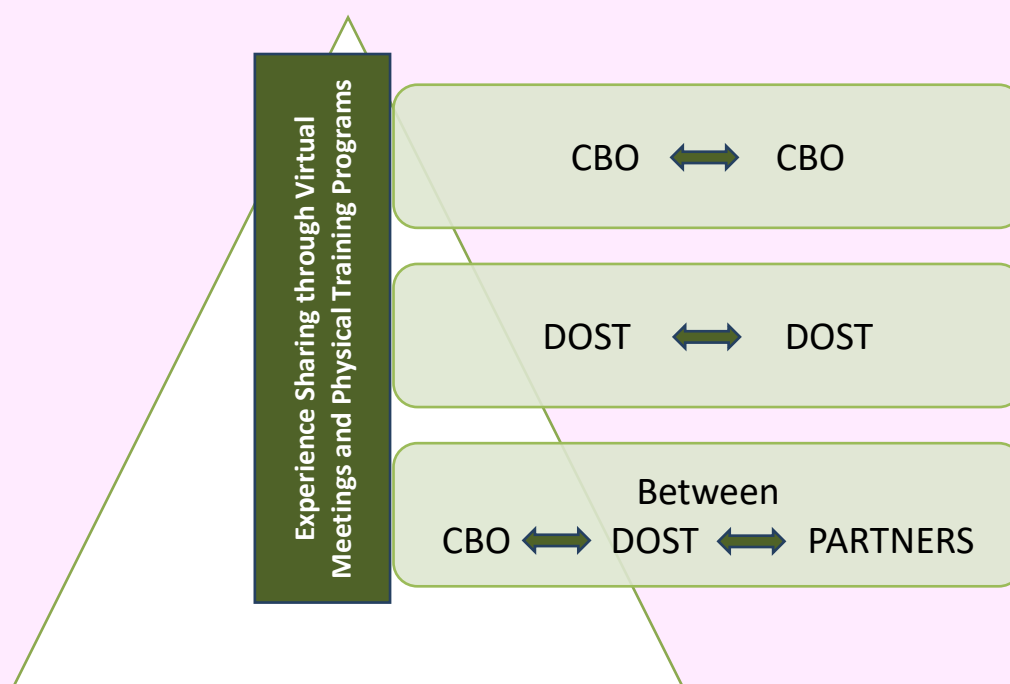 Experience Sharing through Virtual
Meetings and Physical Training Programs
CBO CBO
DOST DOST
Between
CBO DOST PARTNERS